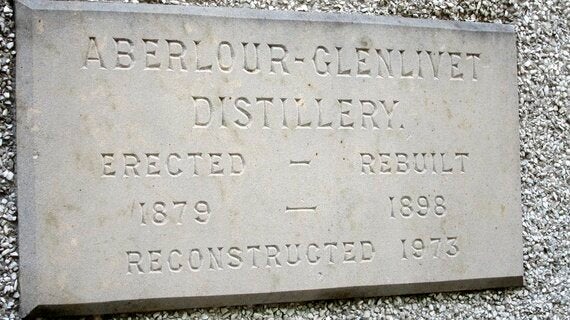 ABERLOUR-GLENLIVET
DISTILLERY.
ERECTED — REBUILT
1879 — 1898
RECONSTRUCTED 1973